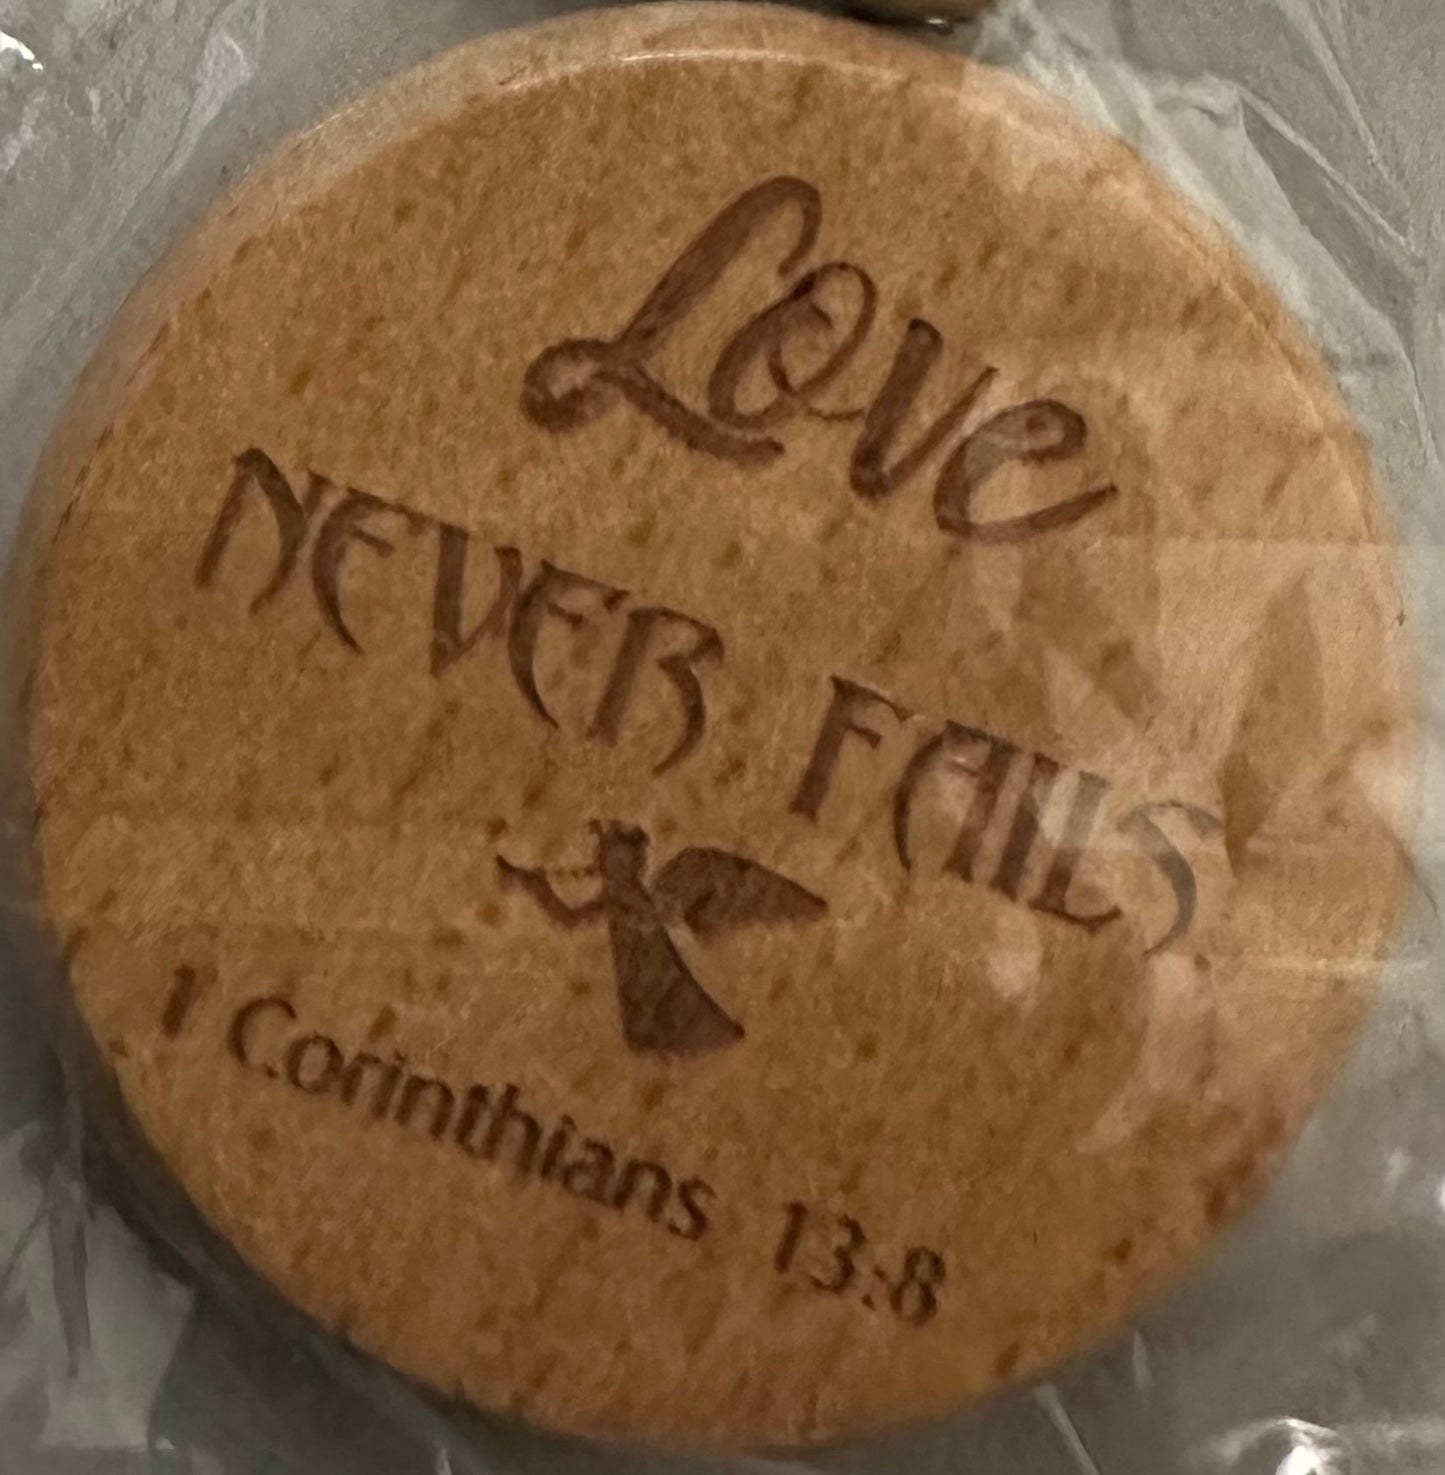 Love
NEVER FAILS
1 Corinthians 13:8